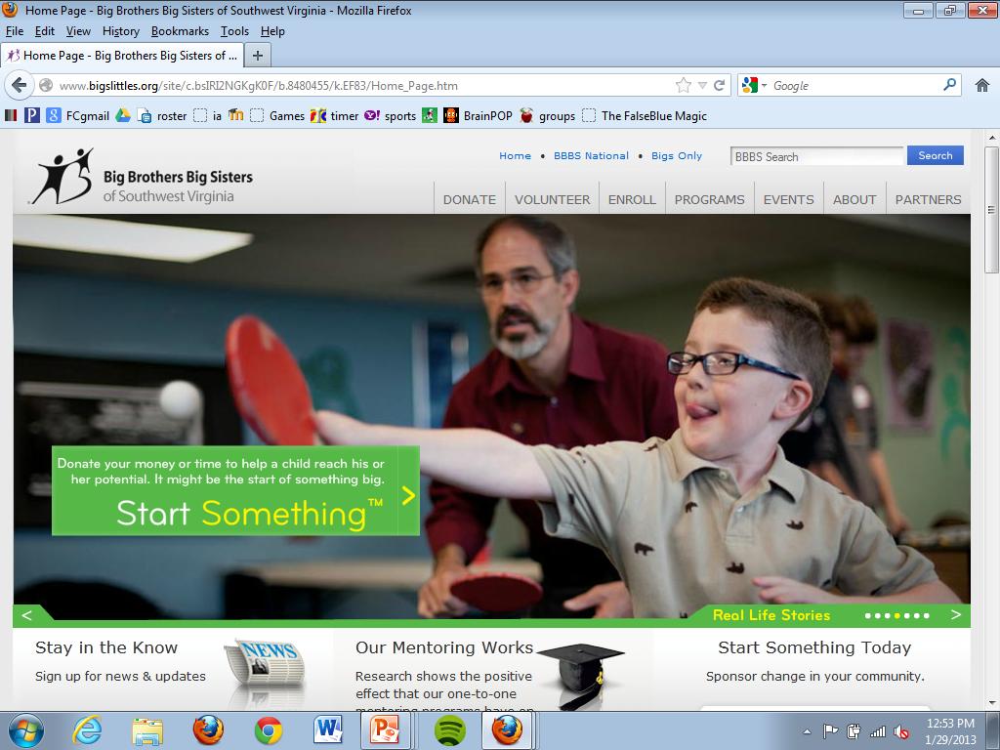 Home Page - Big Brothers Big Sisters of Southwest Virginia - Mozilla Firefox
File Edit View History Bookmarks Tools Help
Home Page - Big Brothers Big Sisters of ... +
www.bigslittles.org/site/c.bsIRI2NGKgK0F/b.8480455/k.EF83/Home_Page.htm Google
P 8 FCgmail roster ia m Games timer Y! sports BrainPOP groups The FalseBlue Magic
Home • BBBS National • Bigs Only BBBS Search Search
Big Brothers Big Sisters
of Southwest Virginia
DONATE VOLUNTEER ENROLL PROGRAMS EVENTS ABOUT PARTNERS
Donate your money or time to help a child reach his or
her potential. It might be the start of something big.
Start Something™ >
< Real Life Stories >
Stay in the Know NEWS Our Mentoring Works Start Something Today
Sign up for news & updates Research shows the positive Sponsor change in your community.
effect that our one-to-one
mentoring programs have on
12:53 PM
1/29/2013